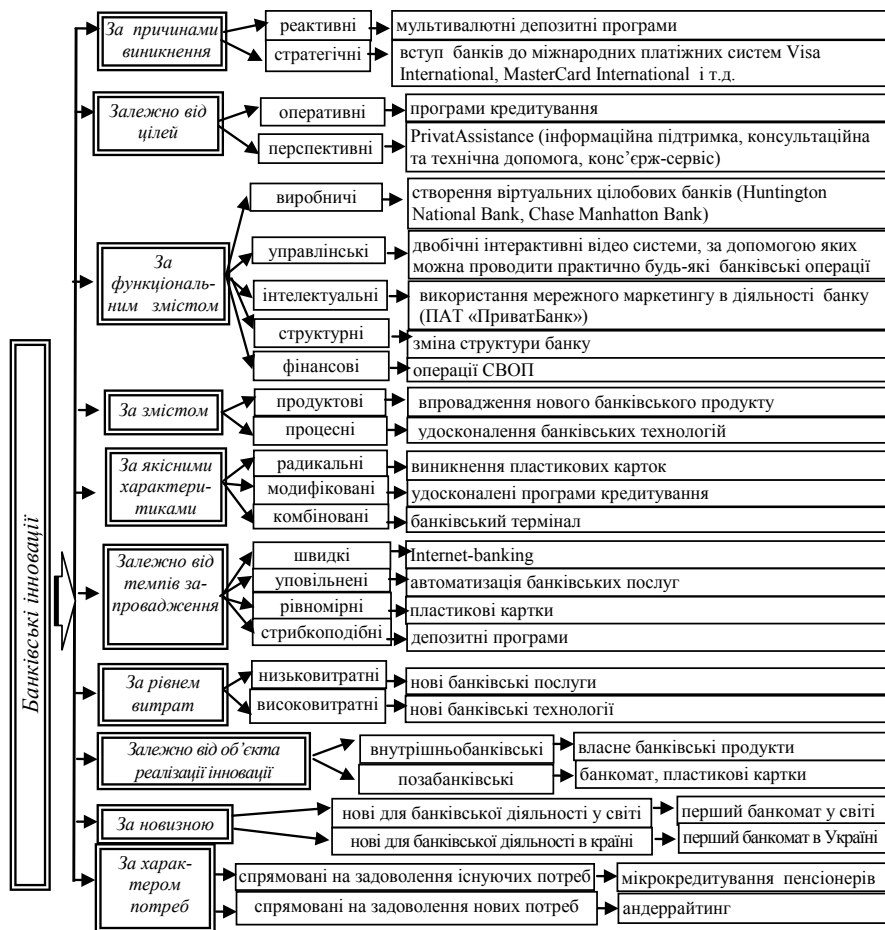 Банківські інновації
За причинами
виникнення
реактивні
мультивалютні депозитні програми
стратегічні
вступ банків до міжнародних платіжних систем Visa
International, MasterCard International і т.д.
Залежно від
цілей
оперативні
програми кредитування
перспективні
PrivatAssistance (інформаційна підтримка, консультаційна
та технічна допомога, конс’єрж-сервіс)
За
функціональ-
ним змістом
виробничі
створення віртуальних цілобових банків (Huntington
National Bank, Chase Manhatton Bank)
управлінські
двобічні інтерактивні відео системи, за допомогою яких
можна проводити практично будь-які банківські операції
інтелектуальні
використання мережного маркетингу в діяльності банку
(ПАТ «ПриватБанк»)
структурні
зміна структури банку
фінансові
операції СВОП
За змістом
продуктові
впровадження нового банківського продукту
процесні
удосконалення банківських технологій
За якісними
характери-
тиками
радикальні
виникнення пластикових карток
модифіковані
удосконалені програми кредитування
комбіновані
банківський термінал
Залежно від
темпів за-
провадження
швидкі
Internet-banking
уповільнені
автоматизація банківських послуг
рівномірні
пластикові картки
стрибкоподібні
депозитні програми
За рівнем
витрат
низьковитратні
нові банківські послуги
високовитратні
нові банківські технології
Залежно від об’єкта
реалізації інновації
внутрішньобанківські
власне банківські продукти
позабанківські
банкомат, пластикові картки
За новизною
нові для банківської діяльності у світі
перший банкомат у світі
нові для банківської діяльності в країні
перший банкомат в Україні
За харак-
тером
потреб
спрямовані на задоволення існуючих потреб
мікрокредитування пенсіонерів
спрямовані на задоволення нових потреб
андеррайтинг